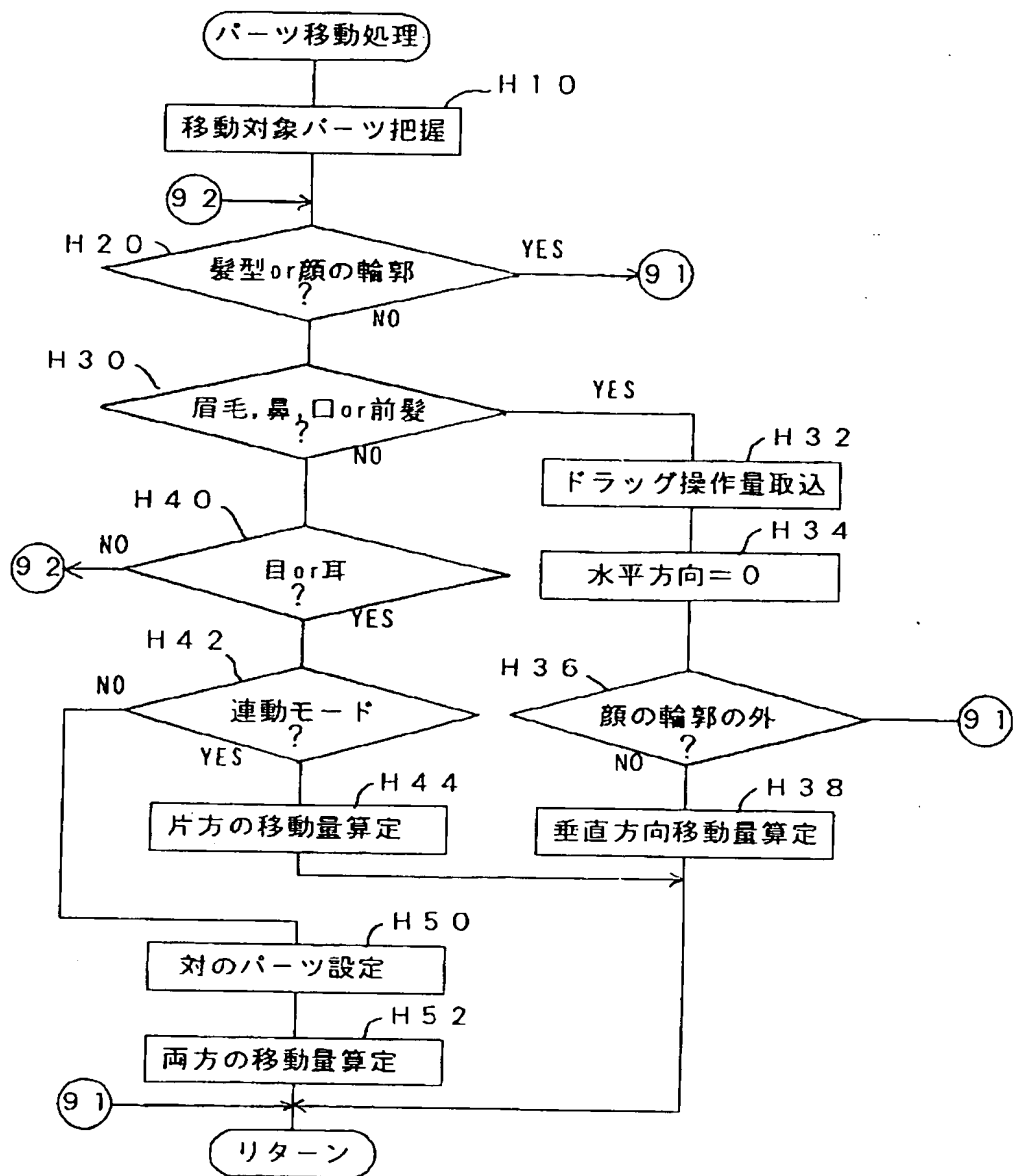 パーツ移動処理
H10
移動対象パーツ把握
92
H20
髪型or顔の輪郭
?
YES
91
NO
H30
眉毛,鼻,口or前髪
?
YES
NO
H32
ドラッグ操作量取込
H40
H34
NO
92
目or耳
?
水平方向=0
YES
H42
H36
NO
連動モード
?
顔の輪郭の外
?
91
YES
NO
H44
H38
片方の移動量算定
垂直方向移動量算定
H50
対のパーツ設定
H52
両方の移動量算定
91
リターン